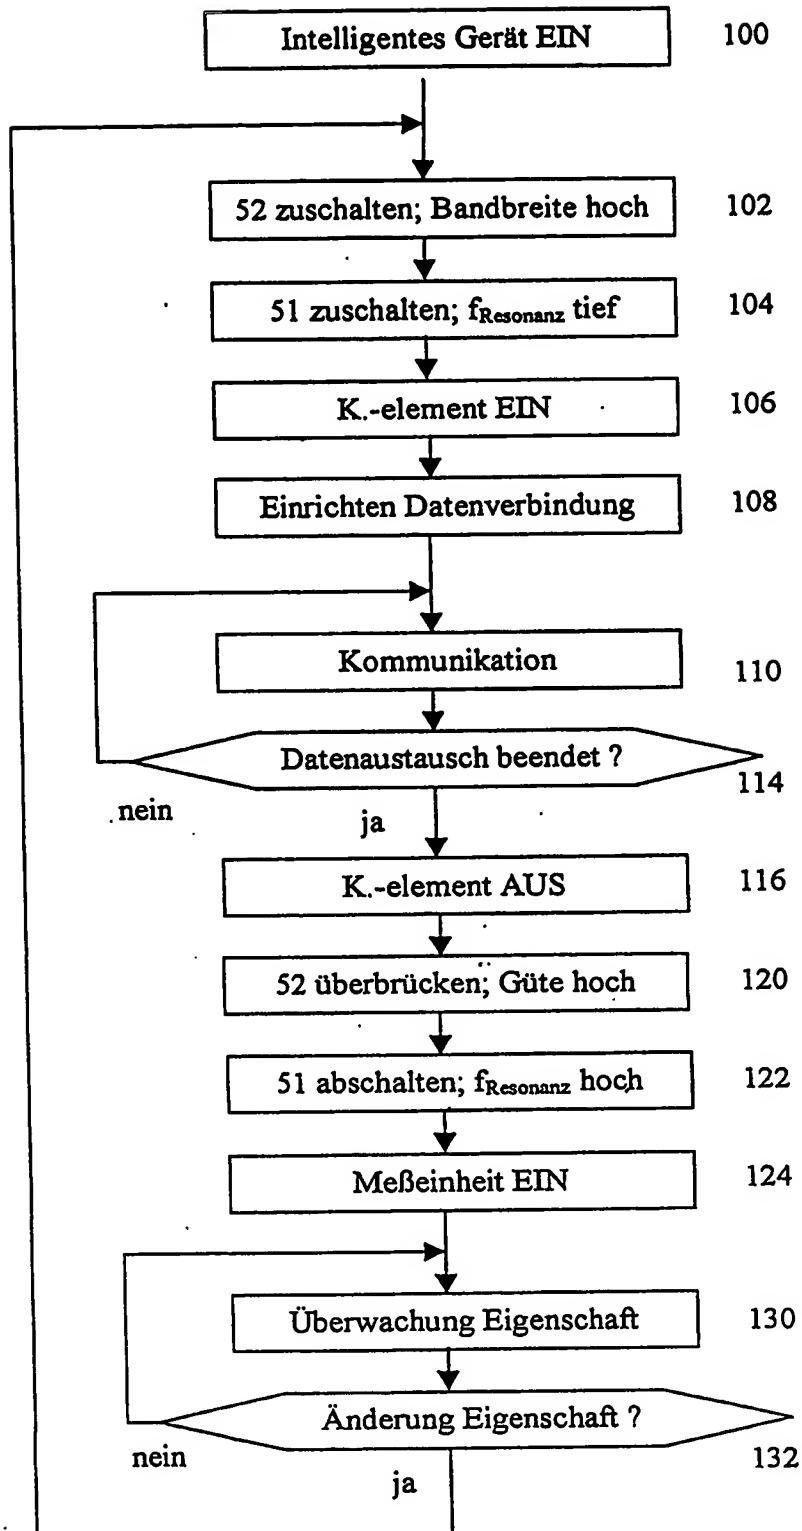 Intelligentes Gerät EIN 100
52 zuschalten; Bandbreite hoch 102
51 zuschalten; fResonanz tief 104
K.-element EIN 106
Einrichten Datenverbindung 108
Kommunikation 110
Datenaustausch beendet ? 114
nein
ja
K.-element AUS 116
52 überbrücken; Güte hoch 120
51 abschalten; fResonanz hoch 122
Meßeinheit EIN 124
Überwachung Eigenschaft 130
Änderung Eigenschaft ? 132
nein
ja